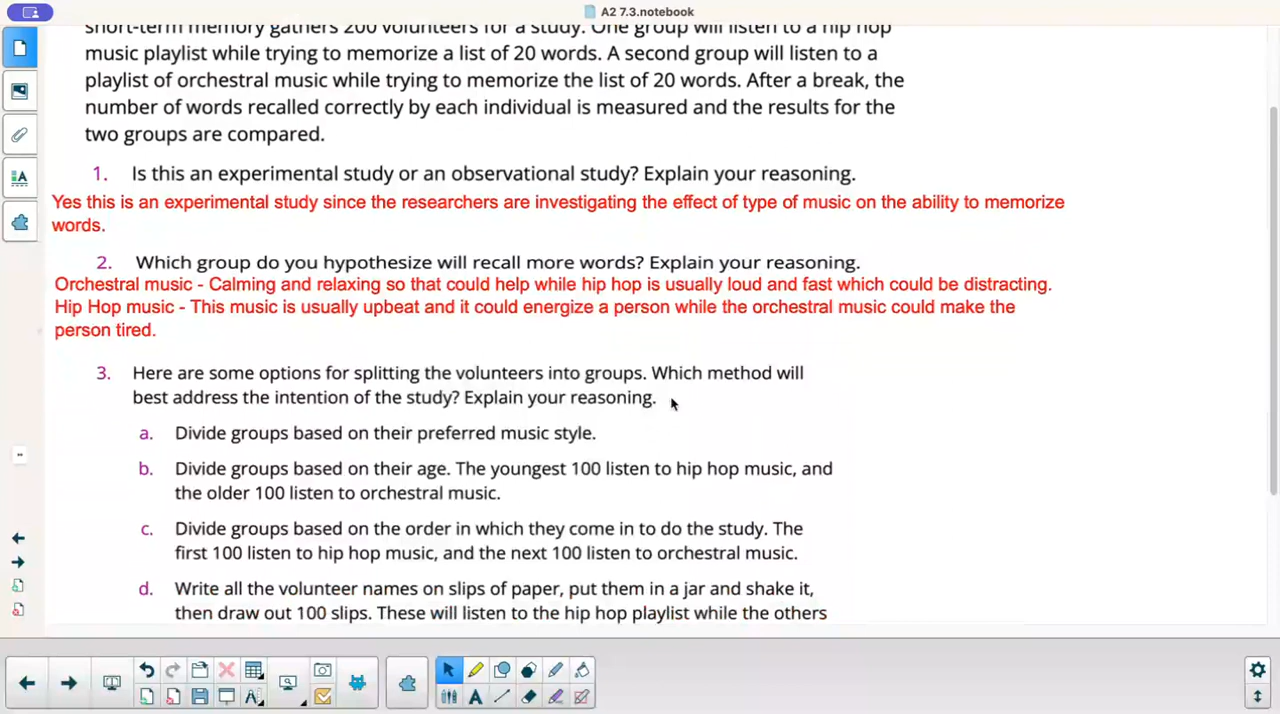 A2 7.3.notebook
short-term memory gathers 200 volunteers for a study. One group will listen to a hip hop
music playlist while trying to memorize a list of 20 words. A second group will listen to a
playlist of orchestral music while trying to memorize the list of 20 words. After a break, the
number of words recalled correctly by each individual is measured and the results for the
two groups are compared.
1. Is this an experimental study or an observational study? Explain your reasoning.
Yes this is an experimental study since the researchers are investigating the effect of type of music on the ability to memorize
words.
2. Which group do you hypothesize will recall more words? Explain your reasoning.
Orchestral music - Calming and relaxing so that could help while hip hop is usually loud and fast which could be distracting.
Hip Hop music - This music is usually upbeat and it could energize a person while the orchestral music could make the
person tired.
3. Here are some options for splitting the volunteers into groups. Which method will
best address the intention of the study? Explain your reasoning.
a. Divide groups based on their preferred music style.
b. Divide groups based on their age. The youngest 100 listen to hip hop music, and
the older 100 listen to orchestral music.
c. Divide groups based on the order in which they come in to do the study. The
first 100 listen to hip hop music, and the next 100 listen to orchestral music.
d. Write all the volunteer names on slips of paper, put them in a jar and shake it,
then draw out 100 slips. These will listen to the hip hop playlist while the others